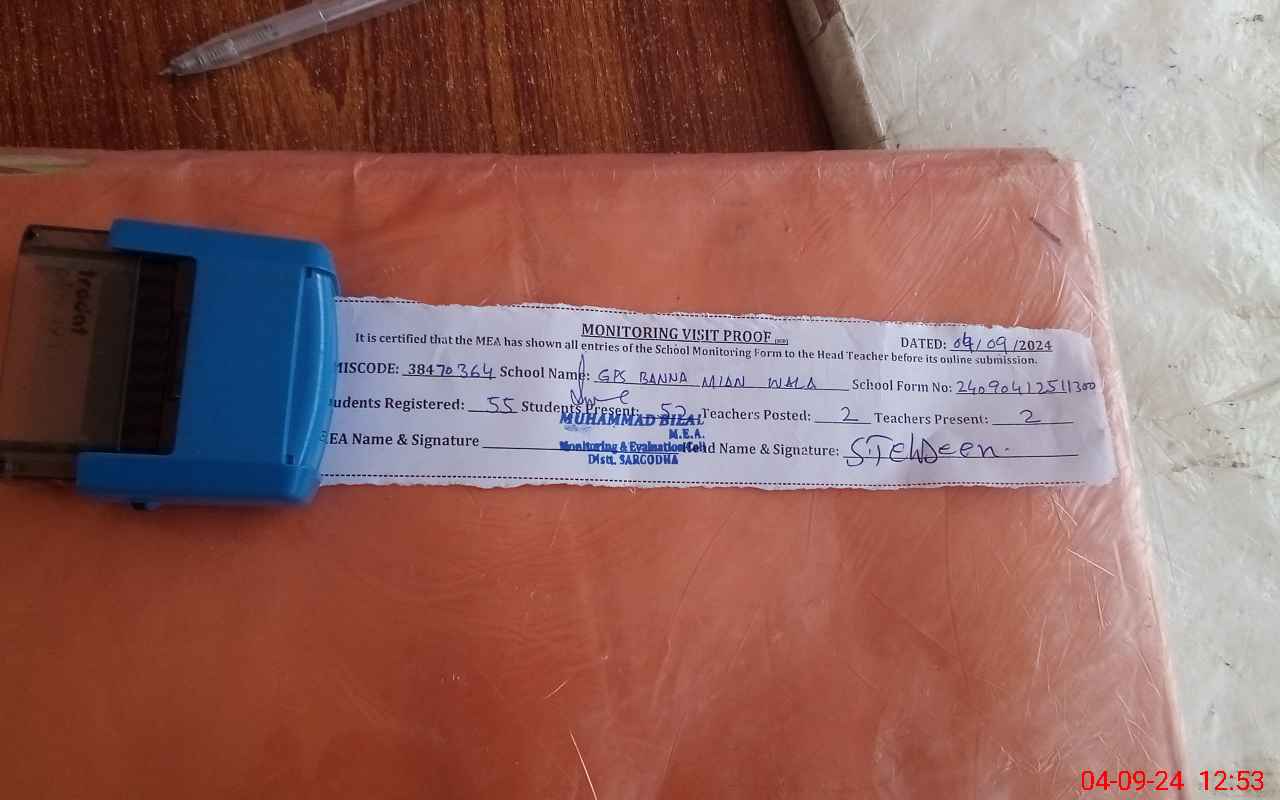 trodat
MONITORING VISIT PROOF
DATED: 04/09/2024
It is certified that the MEA has shown all entries of the School Monitoring Form to the Head Teacher before its online submission.
MISCODE: 38470364 School Name: GPS BANNA MIAN WALA School Form No: 24090412511300
udents Registered: 55 Students Present: 52 Teachers Posted: 2 Teachers Present: 2
MUHAMMAD BILAL
M.E.A.
EA Name & Signature Monitoring & Evaluation Cell d Name & Signature:
Distt. SARGODHA
04-09-24 12:53